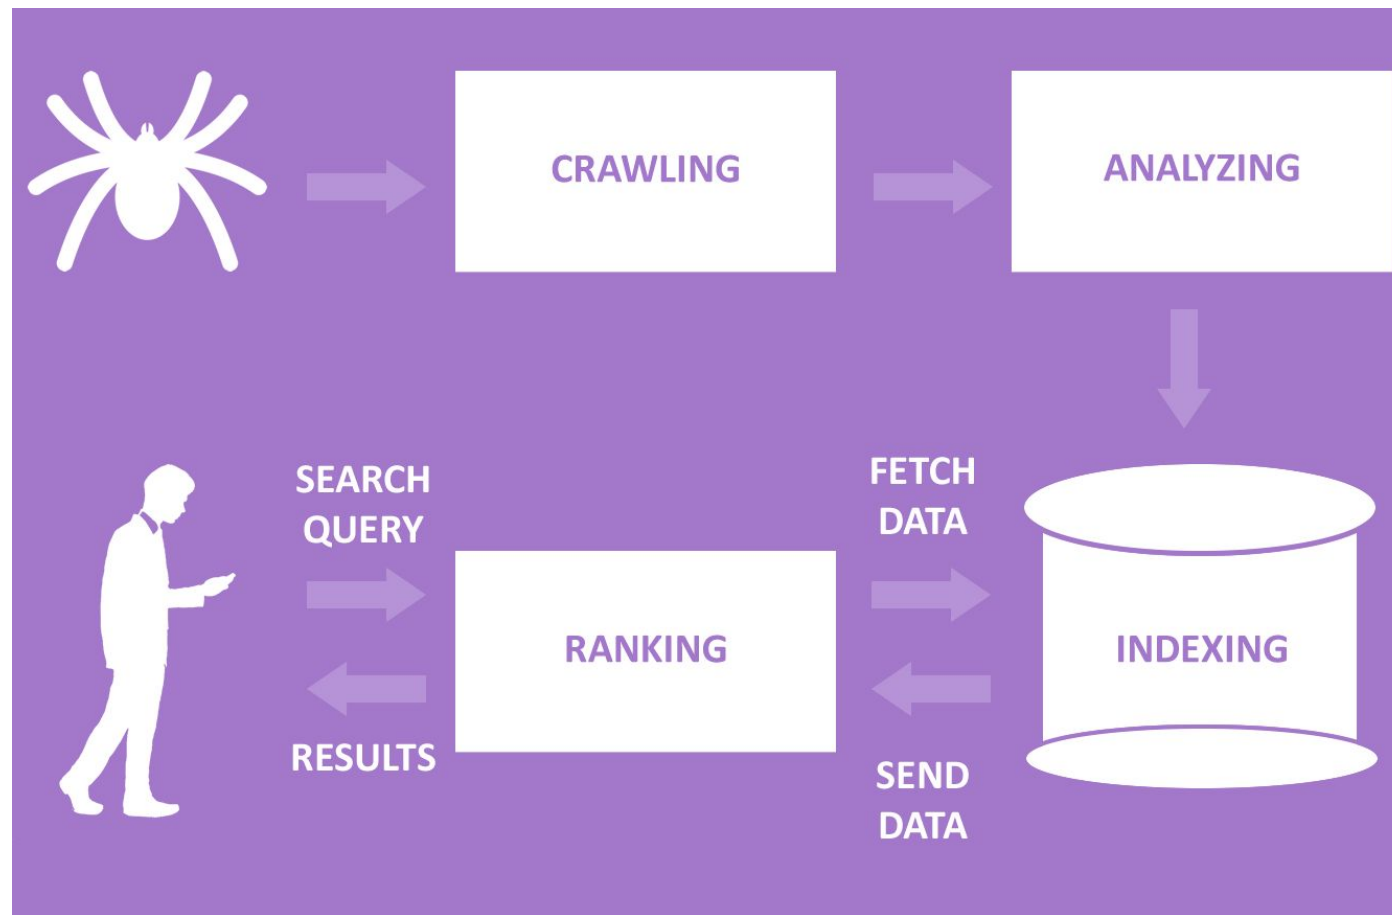 CRAWLING
ANALYZING
SEARCH
QUERY
FETCH
DATA
RANKING
INDEXING
RESULTS
SEND
DATA